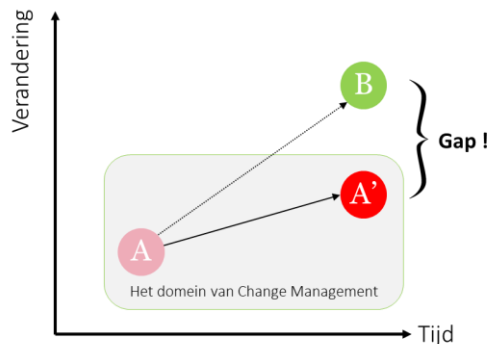 Verandering
B
Gap !
A'
A
Het domein van Change Management
Tijd